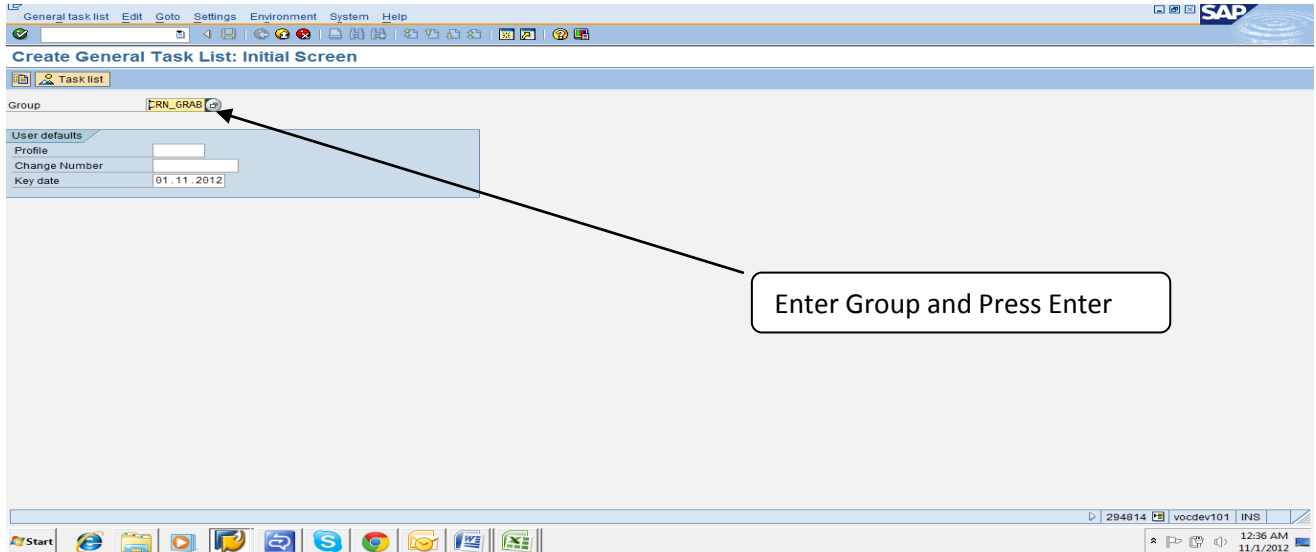 General task list Edit Goto Settings Environment System Help
SAP
Create General Task List: Initial Screen
Task list
Group CRN_GRAB
User defaults
Profile
Change Number
Key date 01.11.2012
Enter Group and Press Enter
294814 vocdev101 INS
Start
12:36 AM
11/1/2012